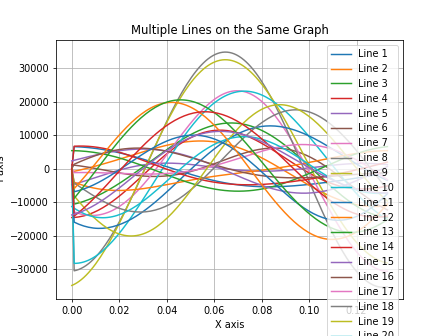 Multiple Lines on the Same Graph
30000
20000
10000
0
−10000
−20000
−30000
0.00 0.02 0.04 0.06 0.08 0.10
X axis
axis
Line 1
Line 2
Line 3
Line 4
Line 5
Line 6
Line 7
Line 8
Line 9
Line 10
Line 11
Line 12
Line 13
Line 14
Line 15
Line 16
Line 17
Line 18
Line 19
Line 20